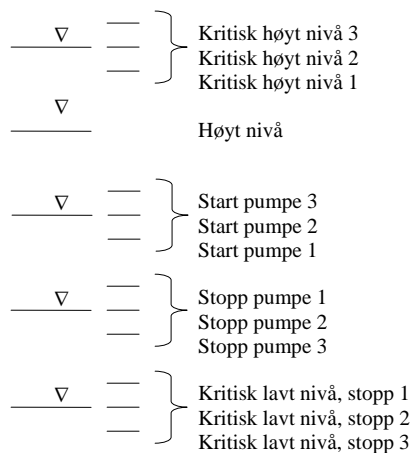 Kritisk høyt nivå 3
Kritisk høyt nivå 2
Kritisk høyt nivå 1
Høyt nivå
Start pumpe 3
Start pumpe 2
Start pumpe 1
Stopp pumpe 1
Stopp pumpe 2
Stopp pumpe 3
Kritisk lavt nivå, stopp 1
Kritisk lavt nivå, stopp 2
Kritisk lavt nivå, stopp 3